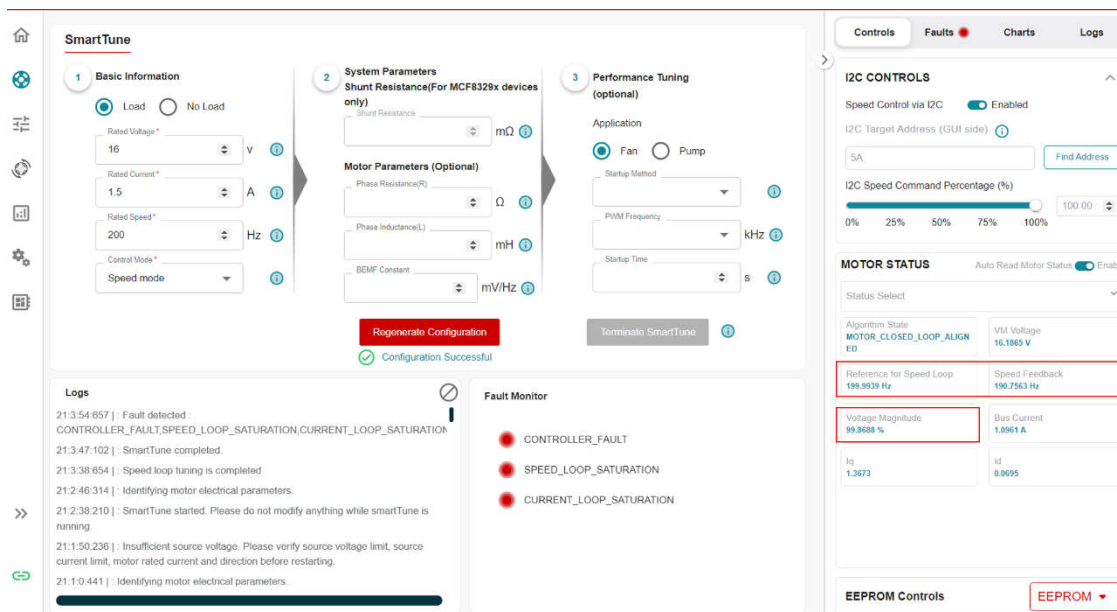 SmartTune
1
Basic Information
Load
No Load
Rated Voltage *
16
V
Rated Current *
1.5
A
Rated Speed *
200
Hz
Control Mode *
Speed mode
2
System Parameters
Shunt Resistance(For MCF8329x devices
only)
Shunt Resistance
mΩ
Motor Parameters (Optional)
Phase Resistance(R)
Ω
Phase Inductance(L)
mH
BEMF Constant
mV/Hz
3
Performance Tuning
(optional)
Application
Fan
Pump
Startup Method
PWM Frequency
kHz
Startup Time
s
Regenerate Configuration
Configuration Successful
Terminate SmartTune
Logs
21:3:54:657 | : Fault detected :
CONTROLLER_FAULT,SPEED_LOOP_SATURATION,CURRENT_LOOP_SATURATION
21:3:47:102 | : SmartTune completed.
21:3:38:654 | : Speed loop tuning is completed
21:2:46:314 | : Identifying motor electrical parameters.
21:2:38:210 | : SmartTune started. Please do not modify anything while smartTune is
running.
21:1:50:236 | : Insufficient source voltage. Please verify source voltage limit, source
current limit, motor rated current and direction before restarting.
21:1:0:441 | : Identifying motor electrical parameters.
Fault Monitor
CONTROLLER_FAULT
SPEED_LOOP_SATURATION
CURRENT_LOOP_SATURATION
Controls
Faults
Charts
Logs
I2C CONTROLS
Speed Control via I2C
Enabled
I2C Target Address (GUI side)
5A
Find Address
I2C Speed Command Percentage (%)
100.00
0% 25% 50% 75% 100%
MOTOR STATUS
Auto Read Motor Status
Enab
Status Select
Algorithm State
MOTOR_CLOSED_LOOP_ALIGN
ED
VM Voltage
16.1865 V
Reference for Speed Loop
199.9939 Hz
Speed Feedback
190.7563 Hz
Voltage Magnitude
99.8688 %
Bus Current
1.0961 A
Iq
1.3673
id
0.0695
EEPROM Controls
EEPROM